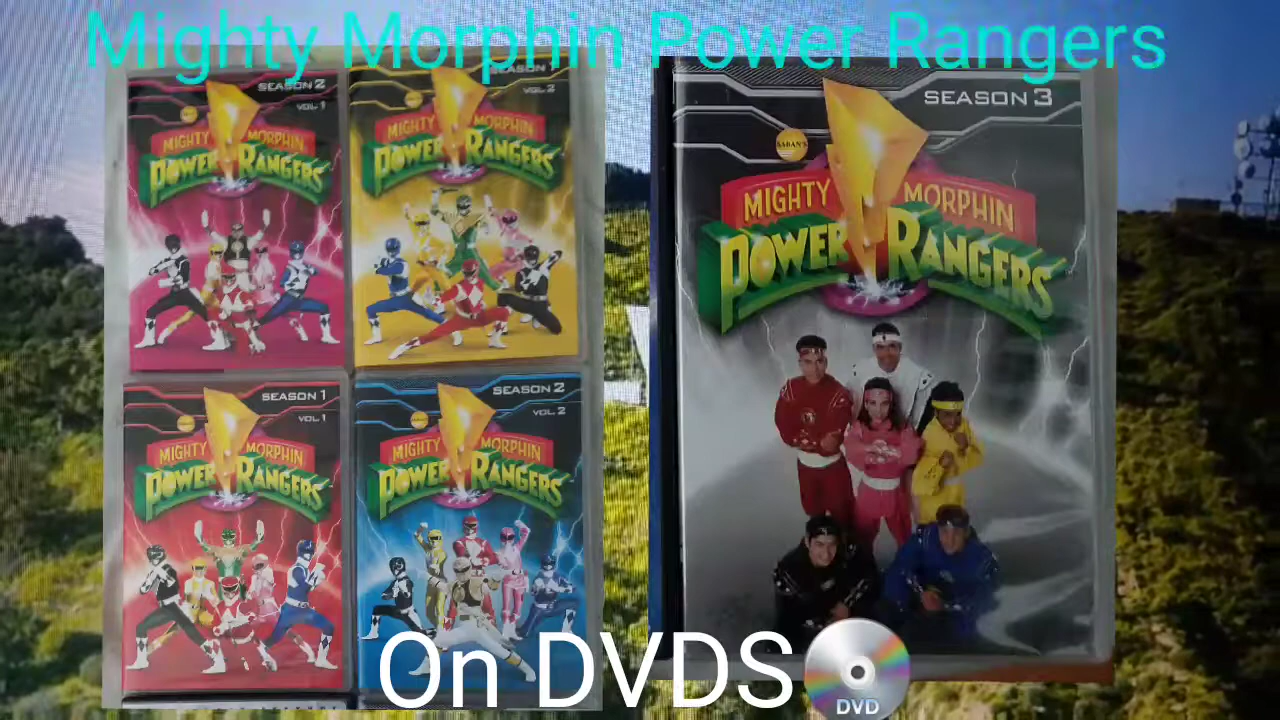 Mighty Morphin Power Rangers
SEASON 2
VOL. 1
MIGHTY MORPHIN
POWER RANGERS
SEASON 1
VOL. 2
MIGHTY MORPHIN
POWER RANGERS
SEASON 3
SABAN'S
MIGHTY MORPHIN
POWER RANGERS
SEASON 1
VOL. 1
MIGHTY MORPHIN
POWER RANGERS
SEASON 2
VOL. 2
MIGHTY MORPHIN
POWER RANGERS
On DVDS
DVD